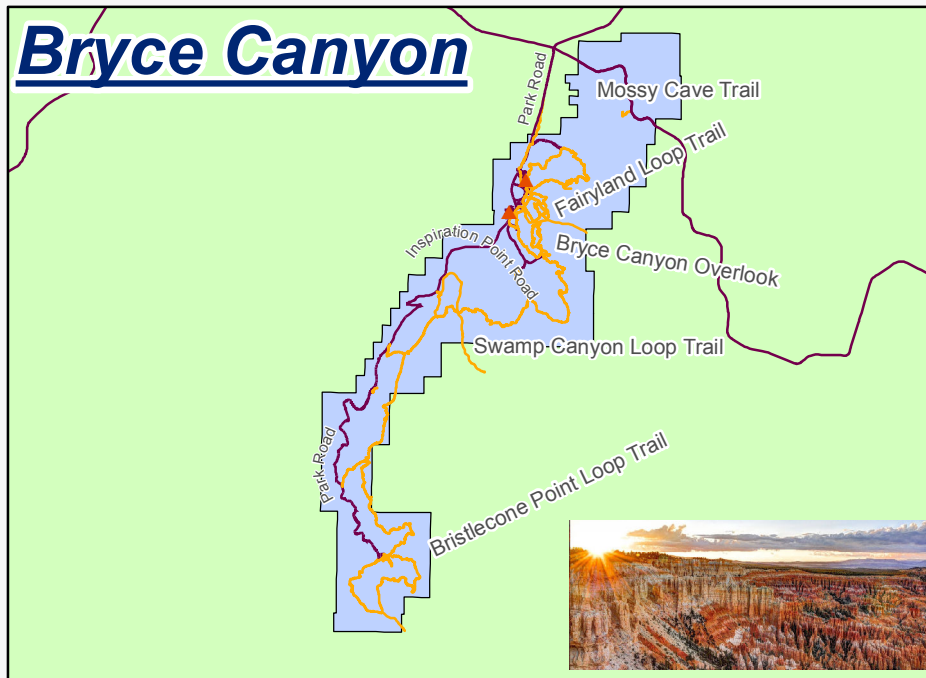 Bryce Canyon
Park Road
Mossy Cave Trail
Fairyland Loop Trail
Inspiration Point Road
Bryce Canyon Overlook
Swamp Canyon Loop Trail
Park Road
Bristlecone Point Loop Trail